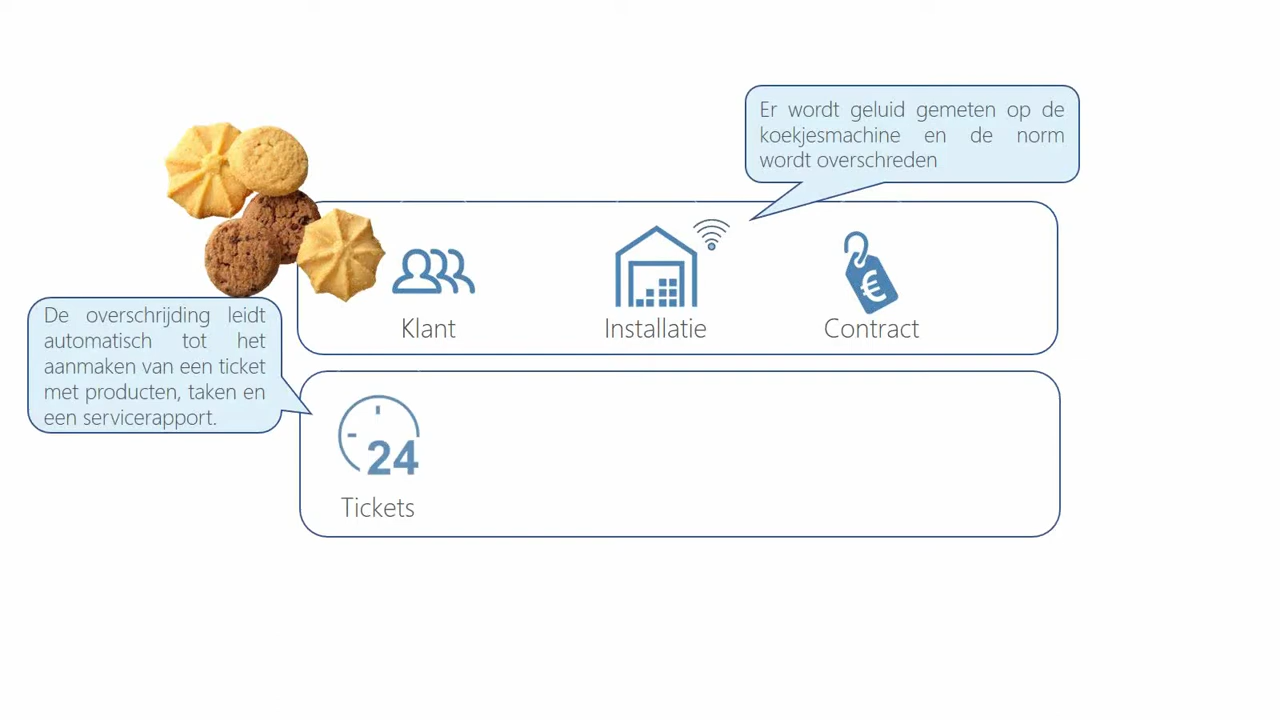 Er wordt geluid gemeten op de
koekjesmachine en de norm
wordt overschreden
Klant
Installatie
€
Contract
De overschrijding leidt
automatisch tot het
aanmaken van een ticket
met producten, taken en
een servicerapport.
24
Tickets